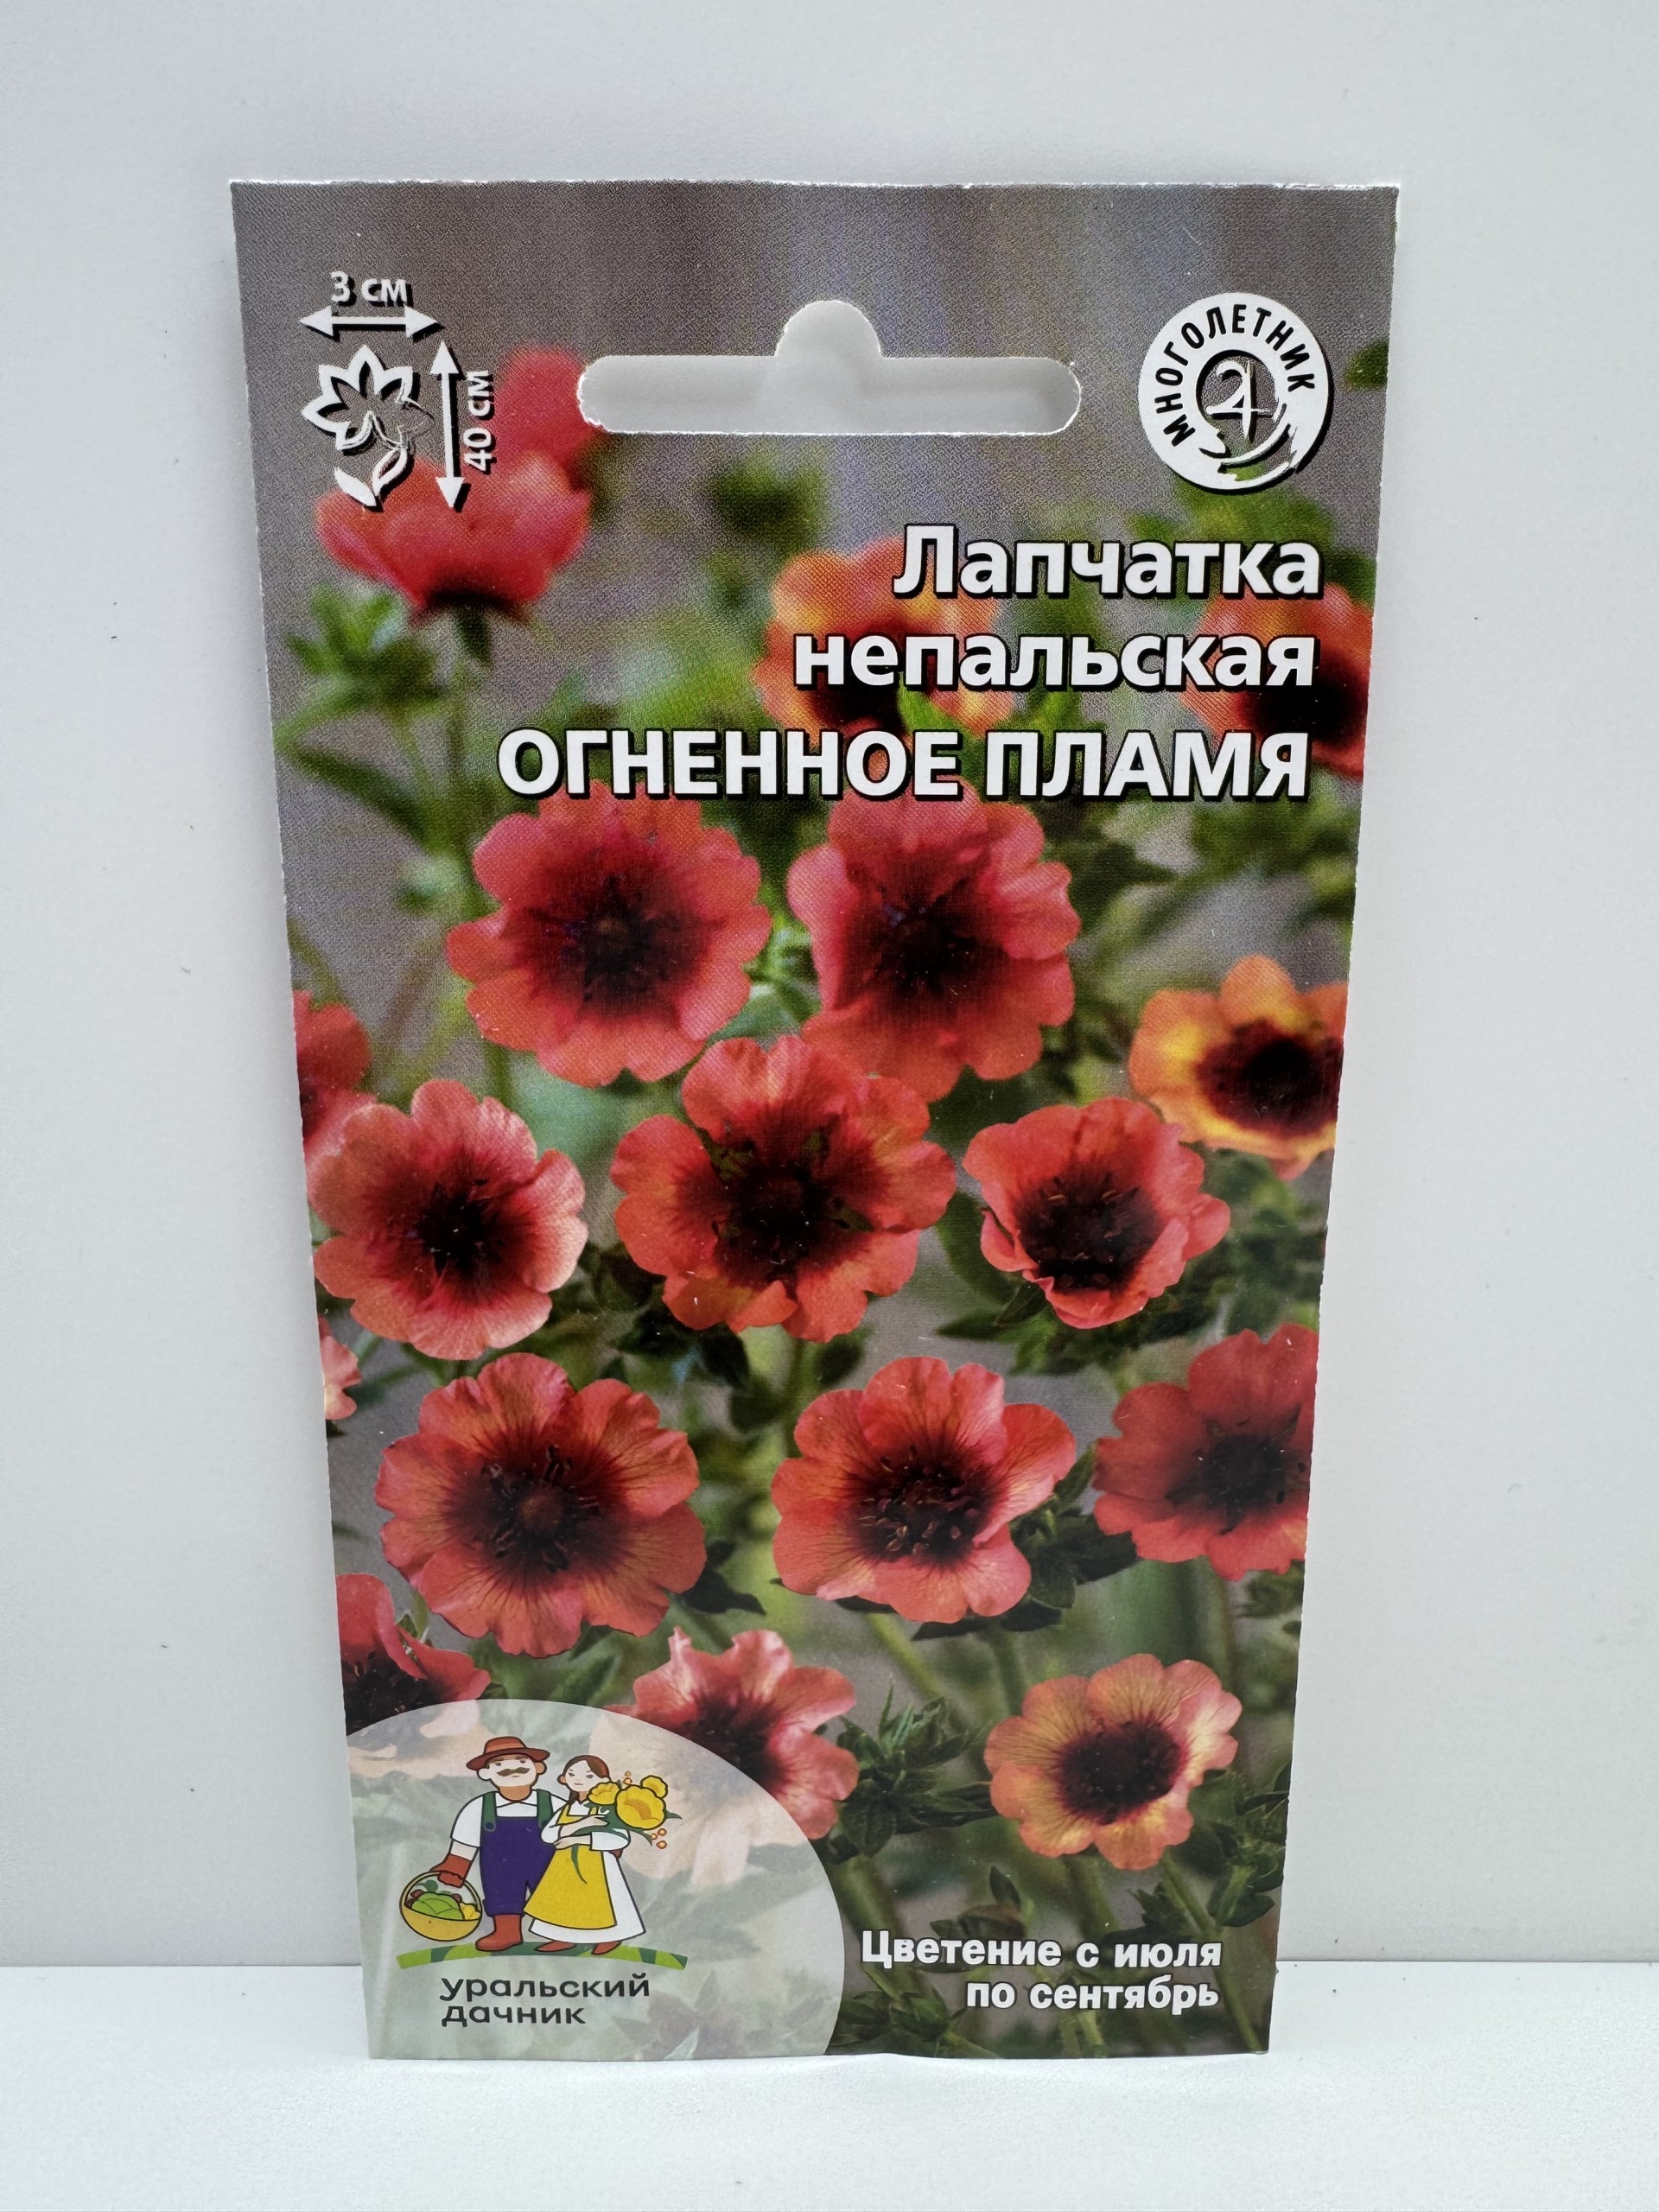 3 см
40 см
МНОГОЛЕТНИК
Лапчатка
непальская
ОГНЕННОЕ ПЛАМЯ
уральский
дачник
Цветение с июля
по сентябрь